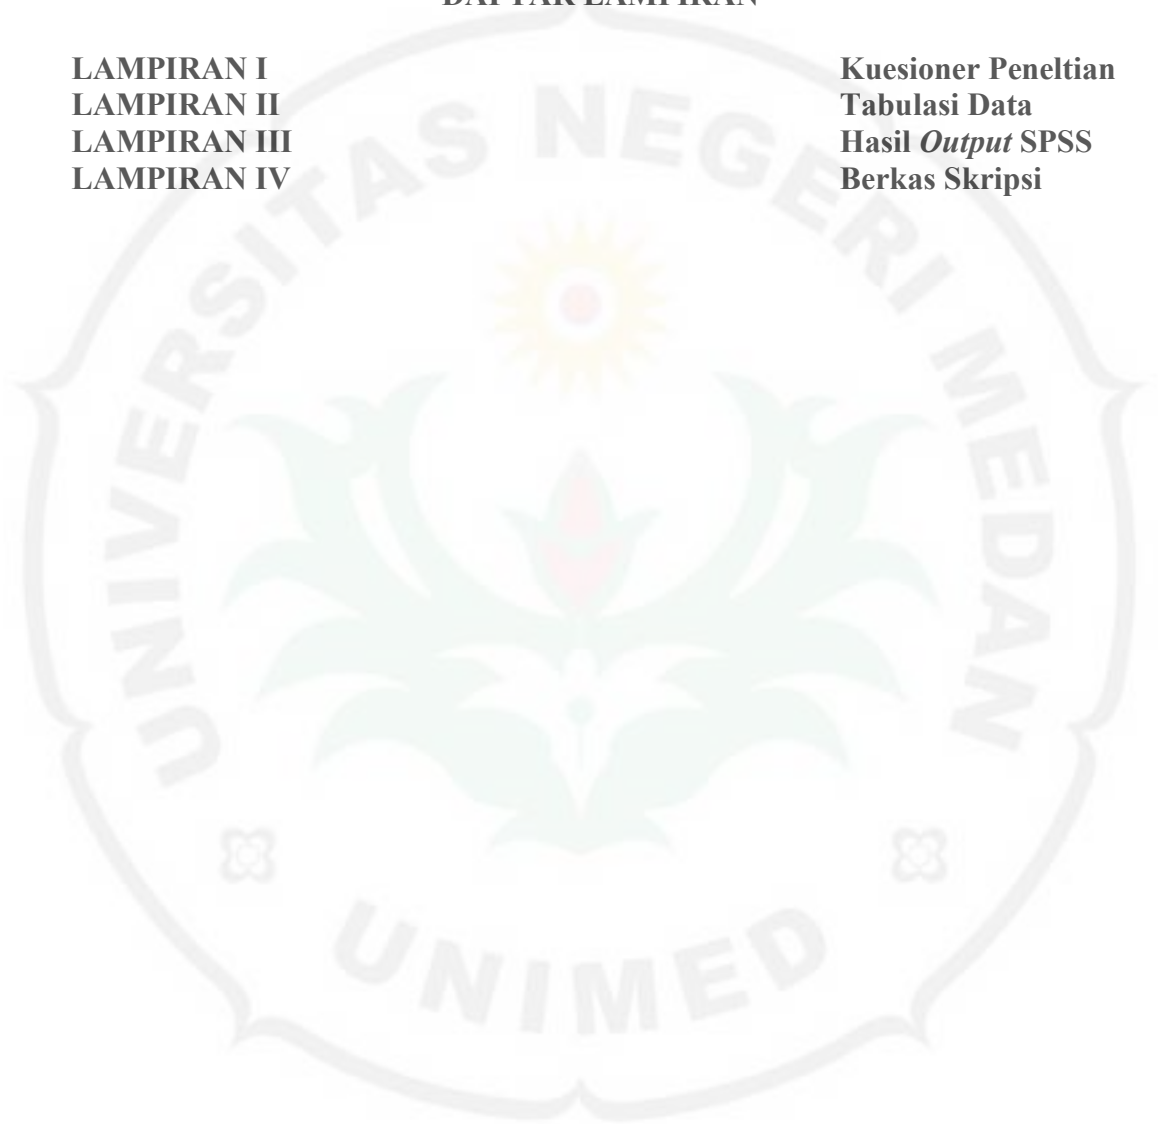 DAFTAR LAMPIRAN
LAMPIRAN I Kuesioner Peneltian
LAMPIRAN II Tabulasi Data
LAMPIRAN III Hasil Output SPSS
LAMPIRAN IV Berkas Skripsi
UNIVERSITAS NEGERI MEDAN
UNIMED